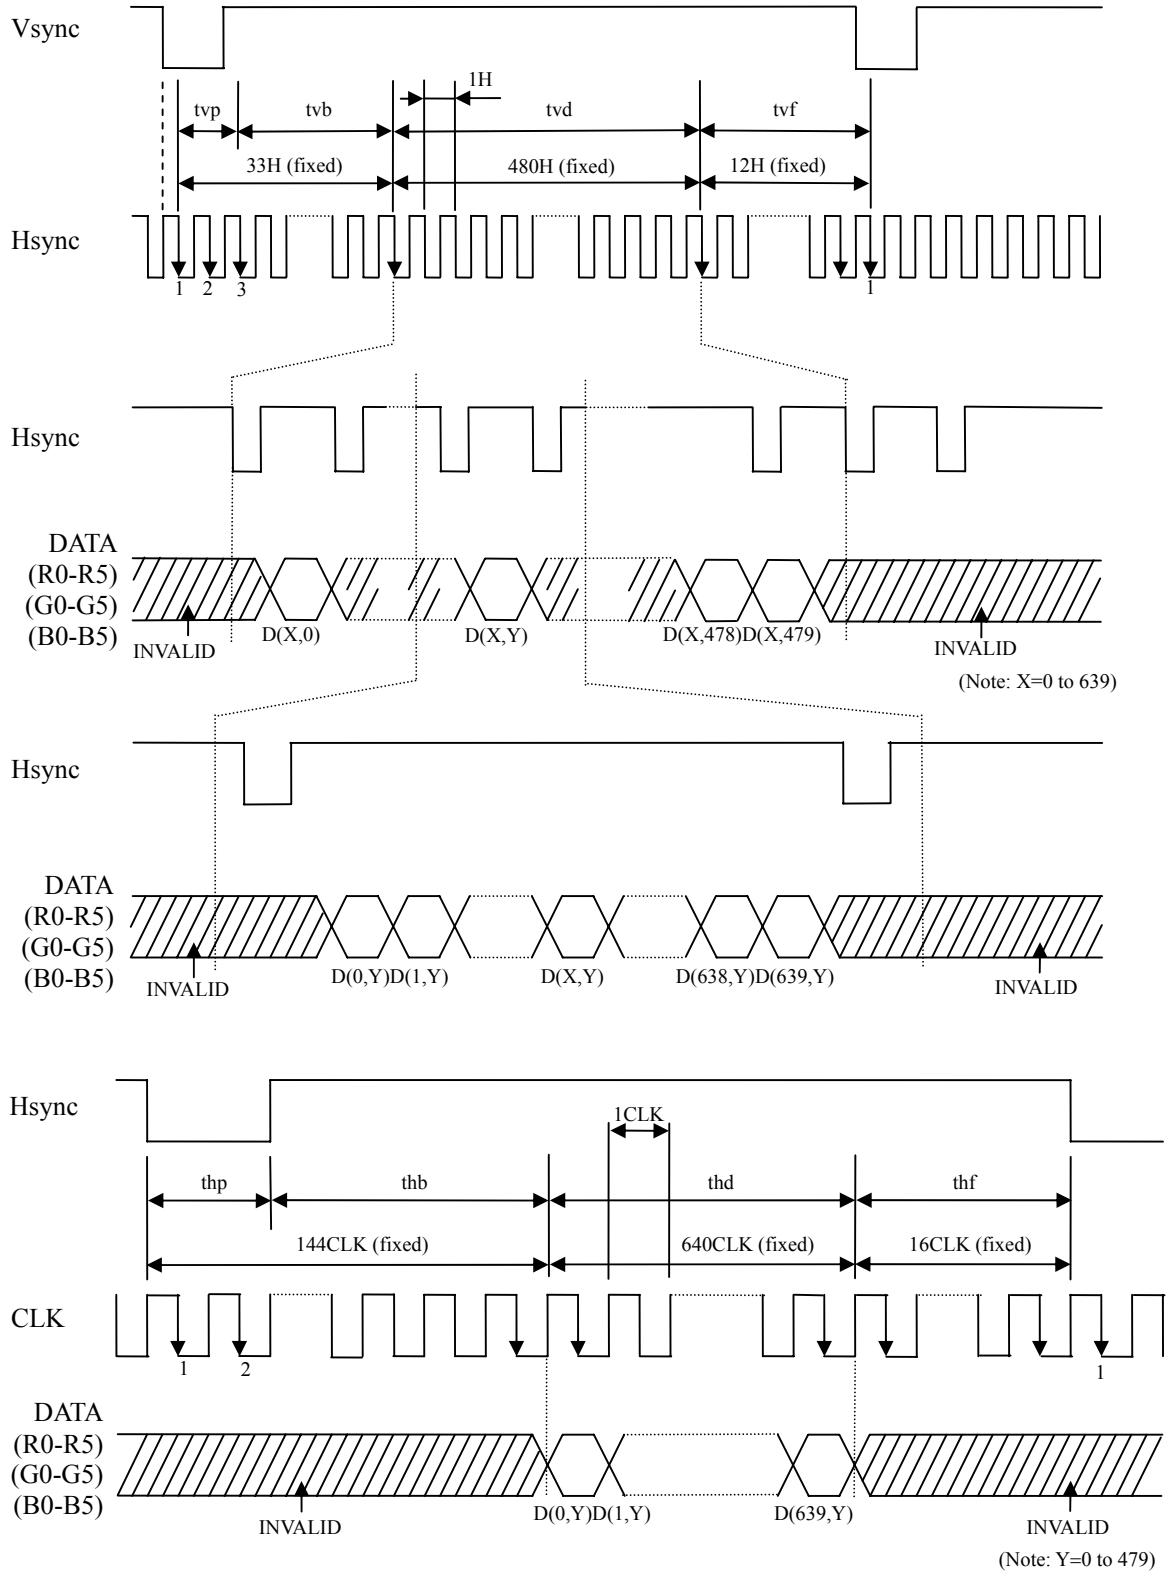 Vsync
1H
tvp tvb tvd tvf
33H (fixed) 480H (fixed) 12H (fixed)
Hsync
1 2 3 1
Hsync
DATA
(R0-R5)
(G0-G5)
(B0-B5)
D(X,0) D(X,Y) D(X,478)D(X,479)
INVALID INVALID
(Note: X=0 to 639)
Hsync
DATA
(R0-R5)
(G0-G5)
(B0-B5)
D(0,Y)D(1,Y) D(X,Y) D(638,Y)D(639,Y)
INVALID INVALID
Hsync
1CLK
thp thb thd thf
144CLK (fixed) 640CLK (fixed) 16CLK (fixed)
CLK
1 2 1
DATA
(R0-R5)
(G0-G5)
(B0-B5)
D(0,Y)D(1,Y) D(639,Y)
INVALID INVALID
(Note: Y=0 to 479)